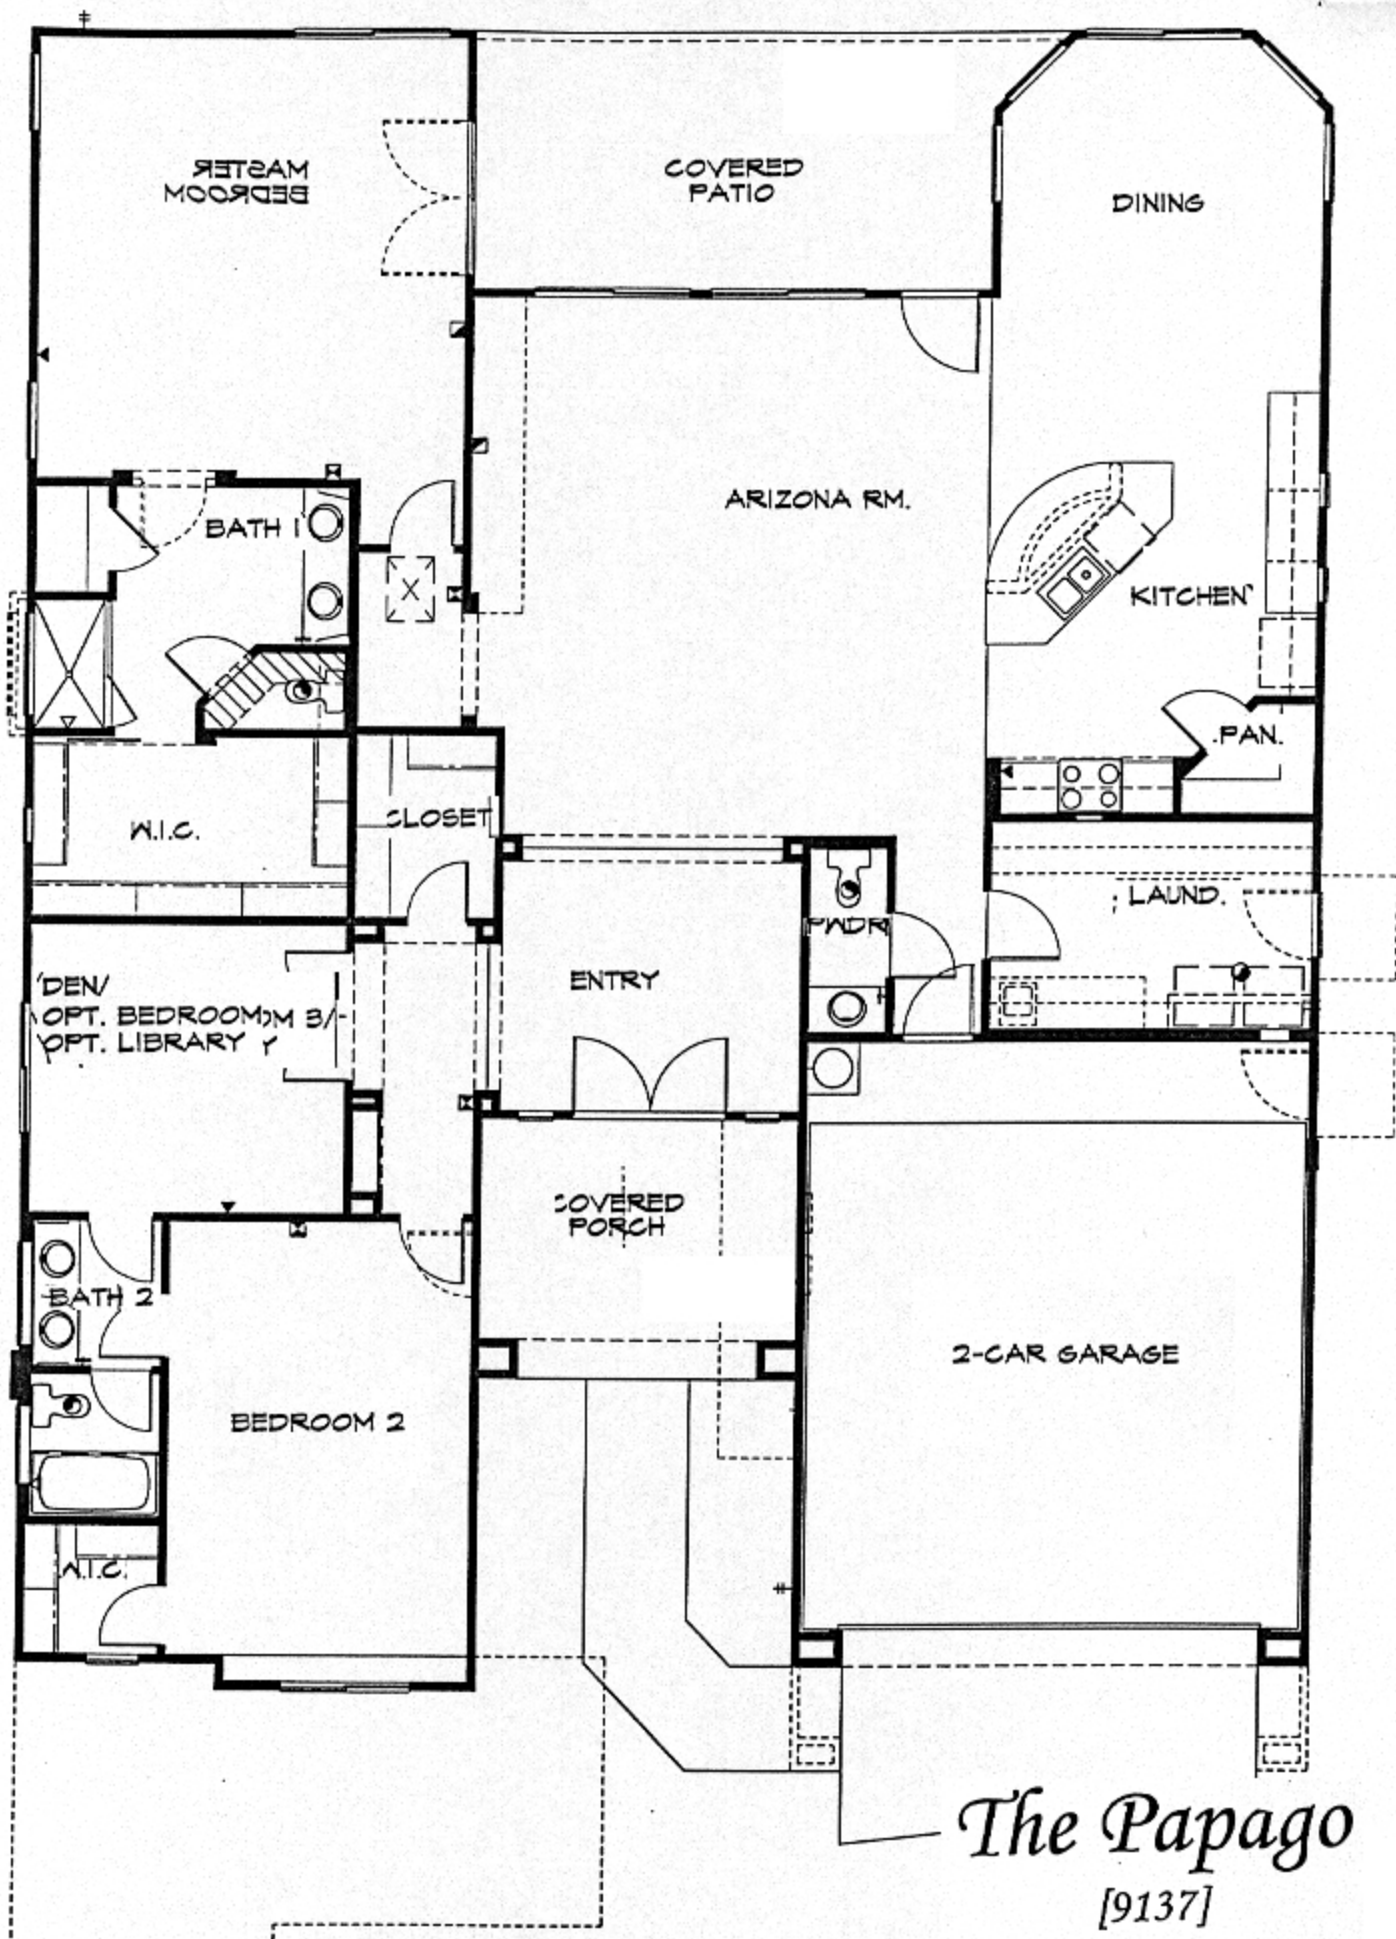 MASTER
BEDROOM
COVERED
PATIO
DINING
ARIZONA RM.
BATH 1
KITCHEN
PAN.
W.I.C.
CLOSET
LAUND.
PWDR
ENTRY
DEN/
OPT. BEDROOM 3/
OPT. LIBRARY
COVERED
PORCH
BATH 2
2-CAR GARAGE
BEDROOM 2
W.I.C.
The Papago
[9137]